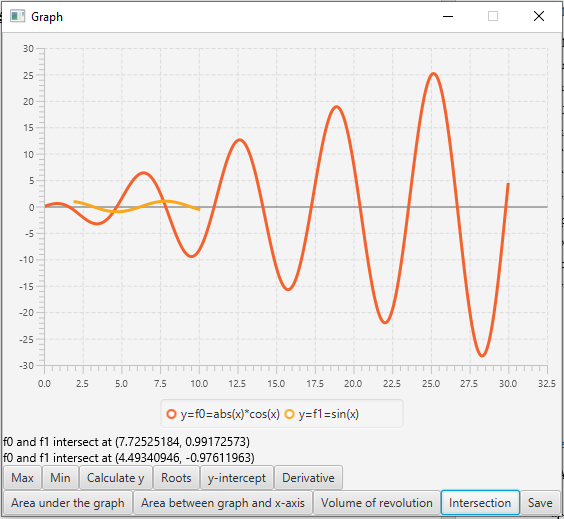 Graph
30
25
20
15
10
5
0
-5
-10
-15
-20
-25
-30
0.0 2.5 5.0 7.5 10.0 12.5 15.0 17.5 20.0 22.5 25.0 27.5 30.0 32.5
y=f0=abs(x)*cos(x) y=f1=sin(x)
f0 and f1 intersect at (7.72525184, 0.99172573)
f0 and f1 intersect at (4.49340946, -0.97611963)
Max Min Calculate y Roots y-intercept Derivative
Area under the graph Area between graph and x-axis Volume of revolution Intersection Save